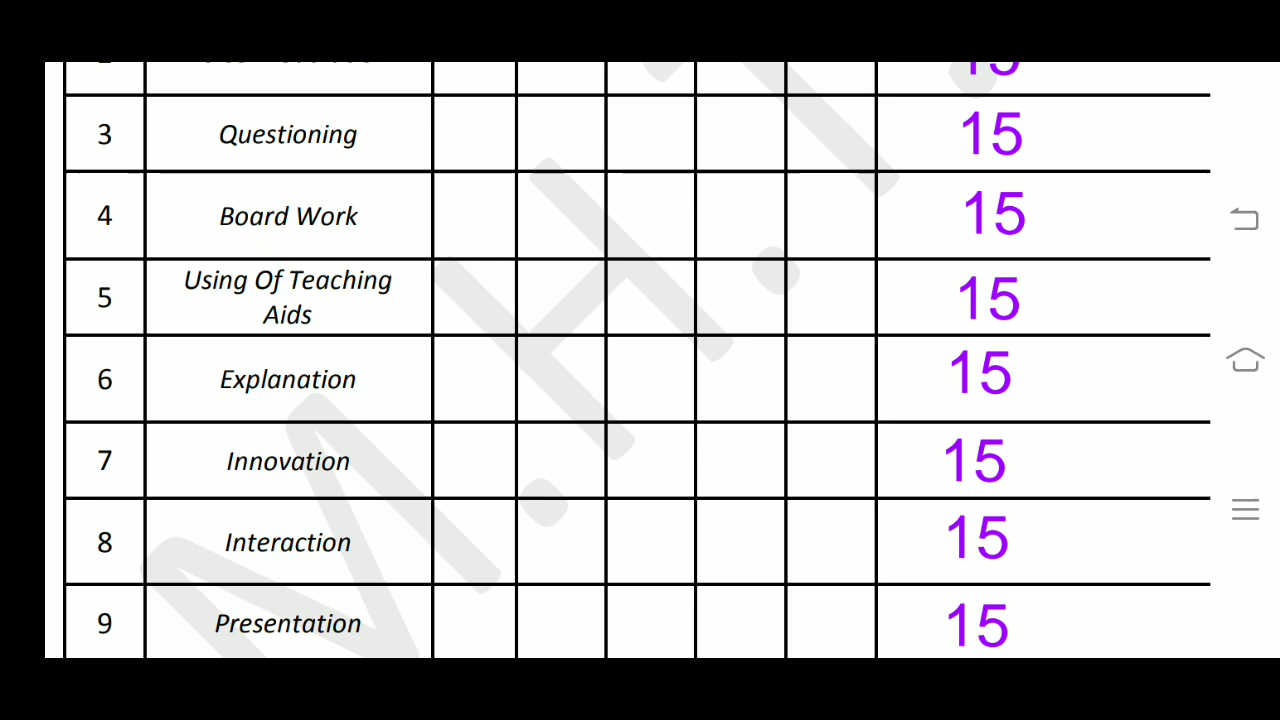 15
3 Questioning 15
4 Board Work 15
5 Using Of Teaching Aids 15
6 Explanation 15
7 Innovation 15
8 Interaction 15
9 Presentation 15
M.H.